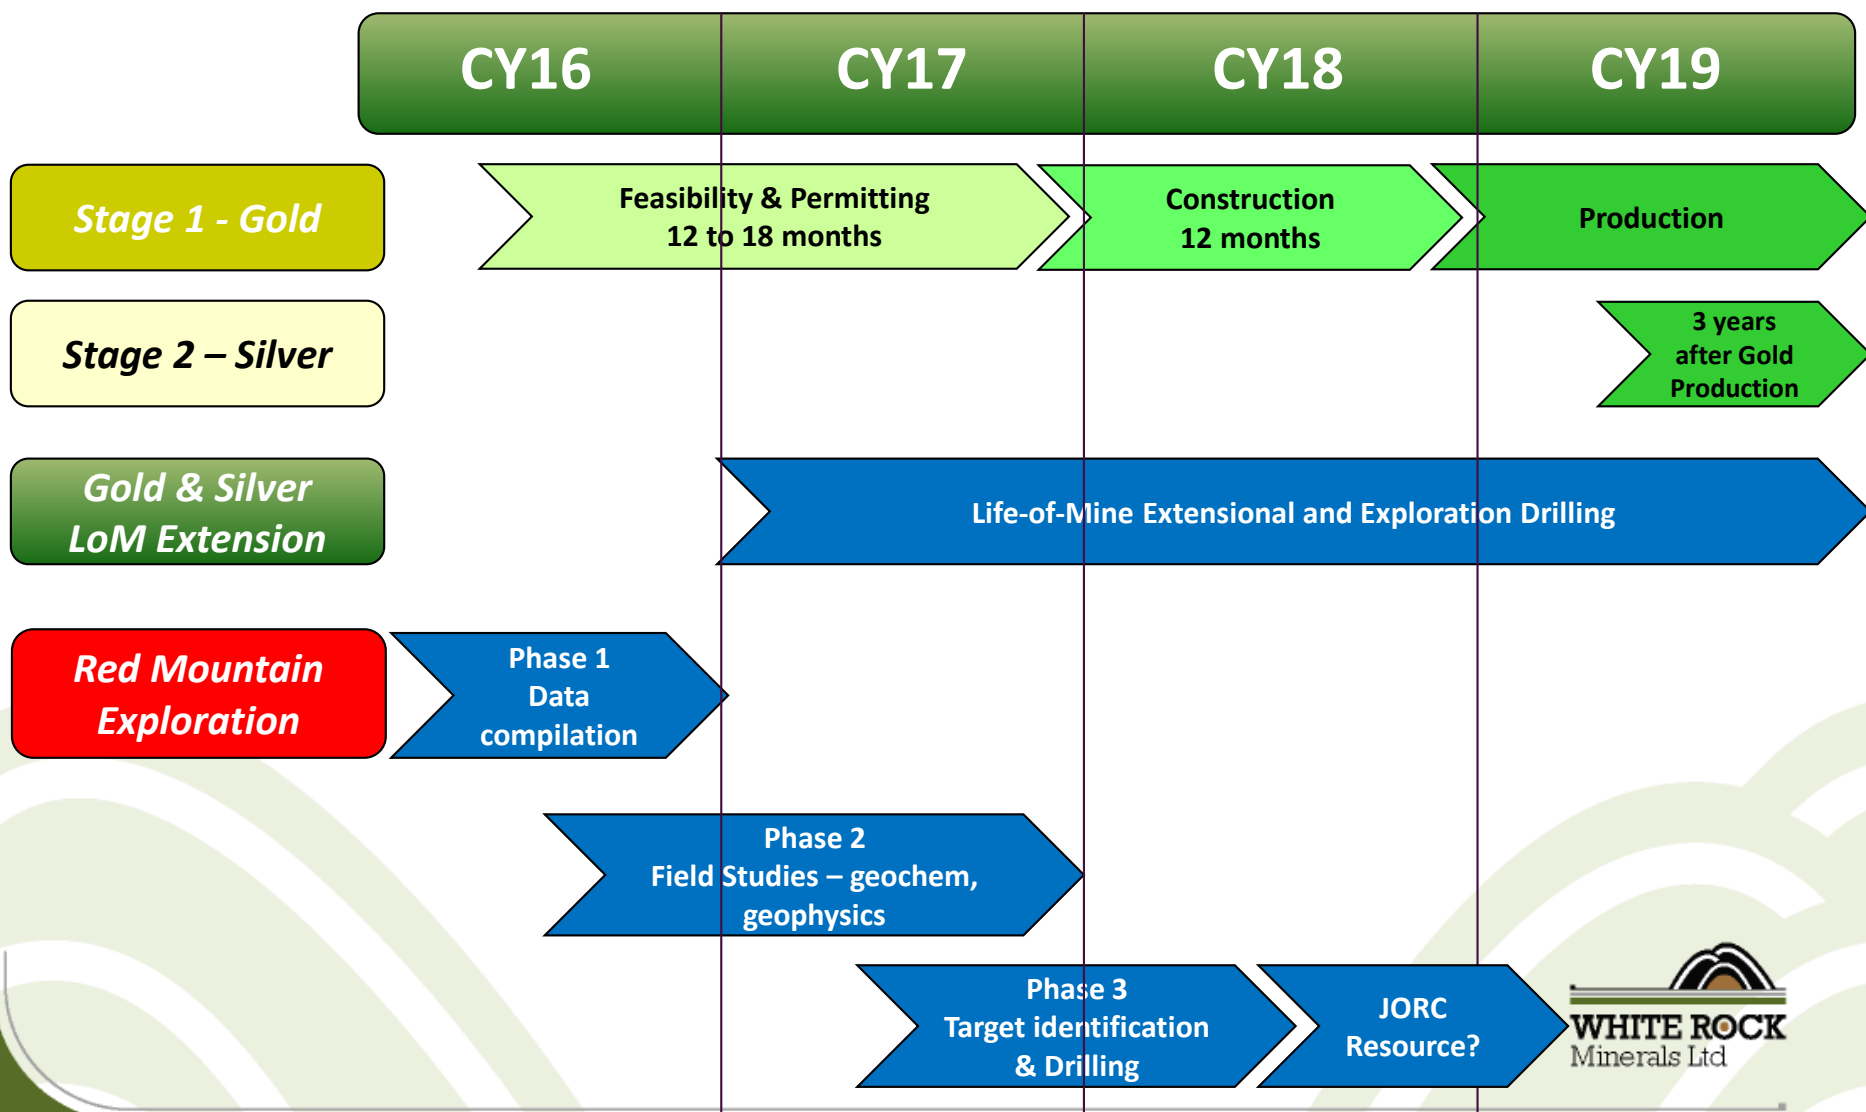 CY16
CY17
CY18
CY19
Stage 1 - Gold
Feasibility & Permitting
12 to 18 months
Construction
12 months
Production
Stage 2 – Silver
3 years
after Gold
Production
Gold & Silver
LoM Extension
Life-of-Mine Extensional and Exploration Drilling
Red Mountain
Exploration
Phase 1
Data
compilation
Phase 2
Field Studies – geochem,
geophysics
Phase 3
Target identification
& Drilling
JORC
Resource?
WHITE ROCK
Minerals Ltd